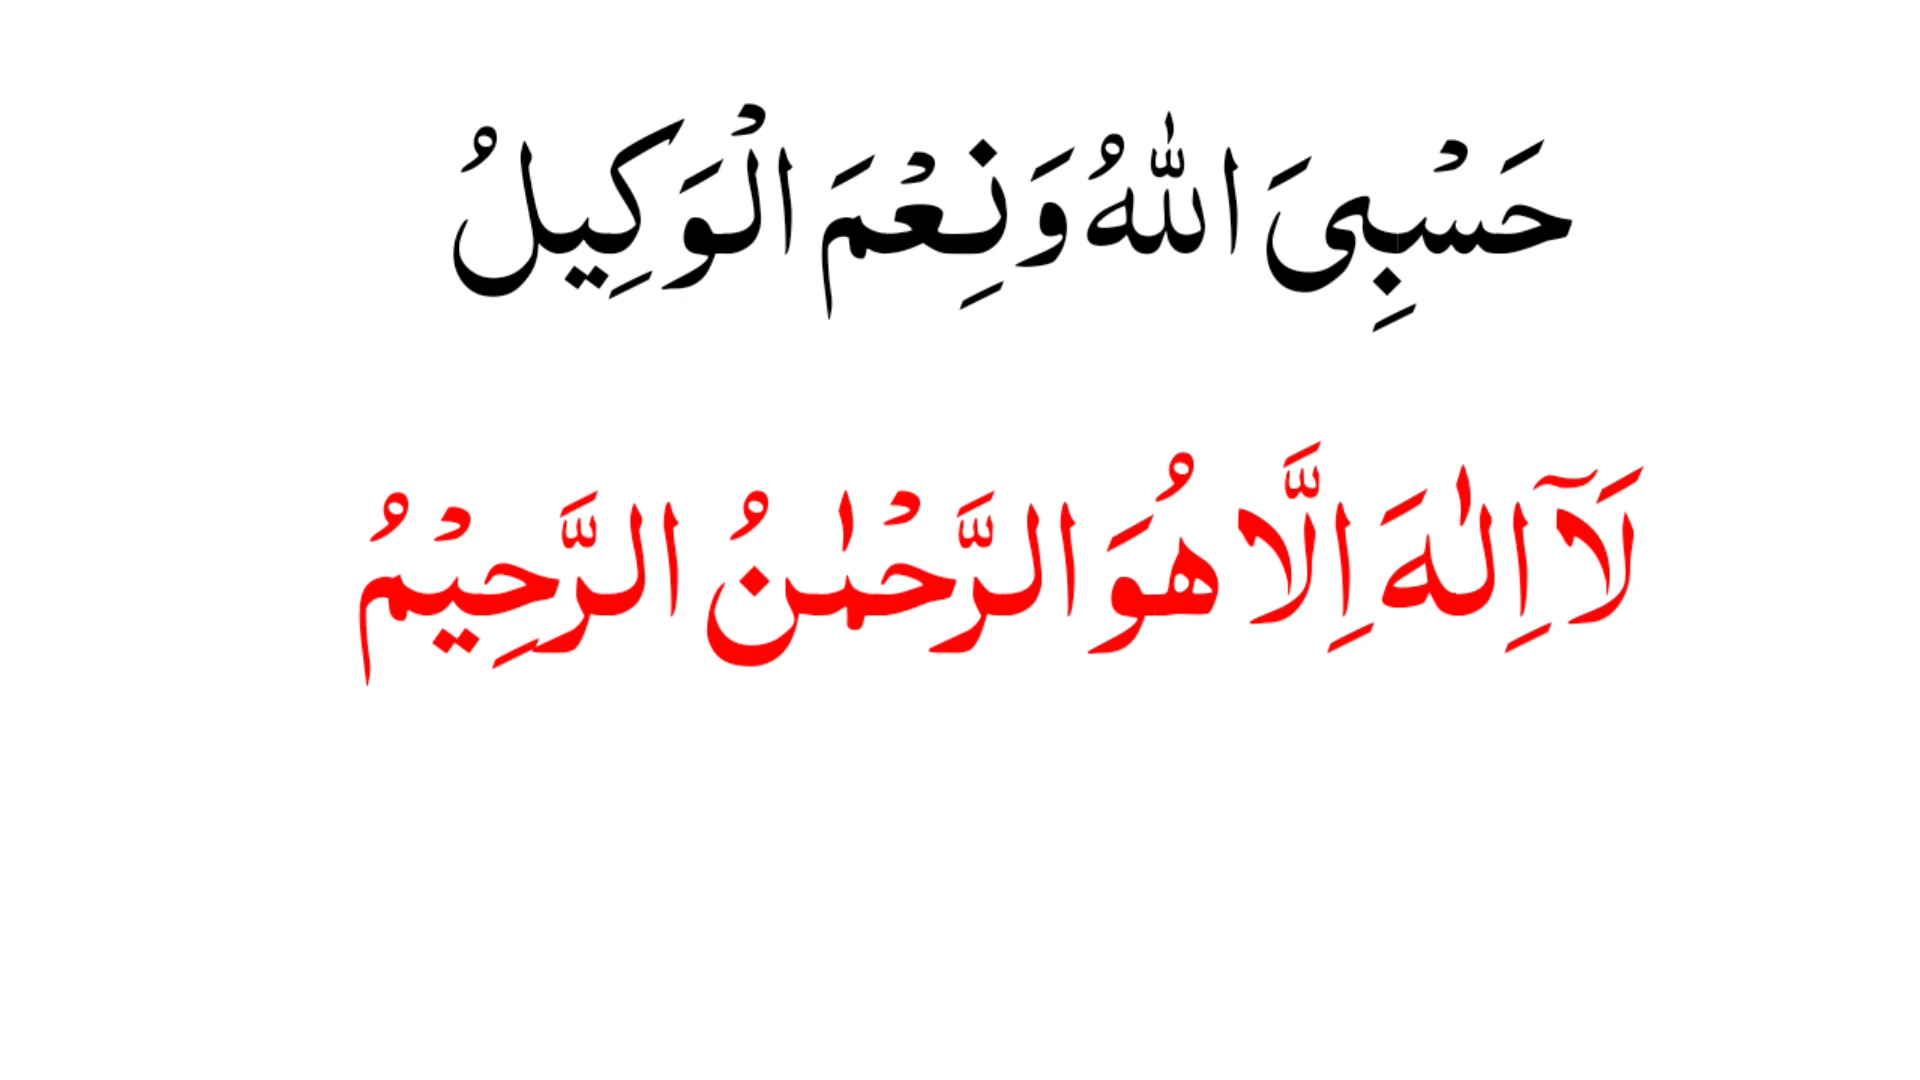 حَسْبِىَ اللّٰهُ وَنِعْمَ الْوَكِيلُ
لَآ اِلٰهَ اِلَّا هُوَ الرَّحْمٰنُ الرَّحِيْمُ